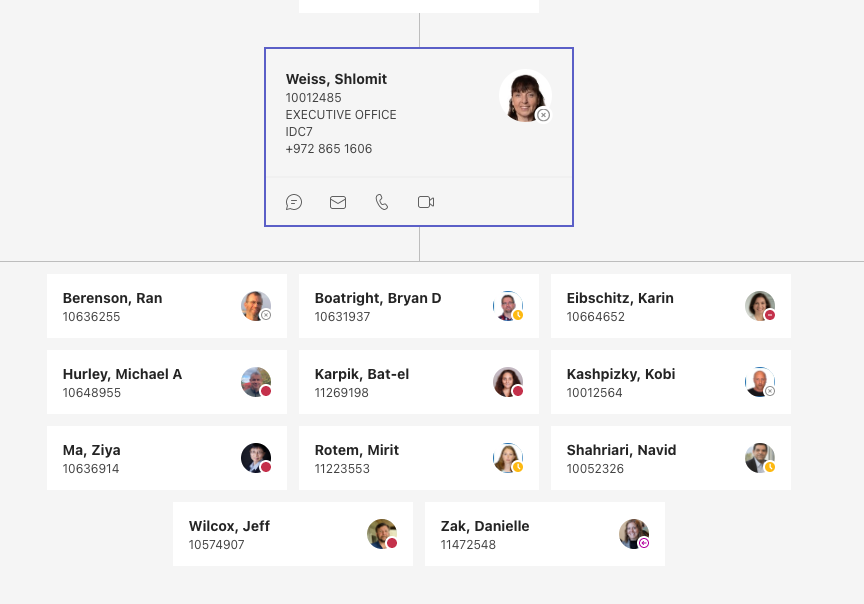 Weiss, Shlomit
10012485
EXECUTIVE OFFICE
IDC7
+972 865 1606
Berenson, Ran
10636255
Boatright, Bryan D
10631937
Eibschitz, Karin
10664652
Hurley, Michael A
10648955
Karpik, Bat-el
11269198
Kashpizky, Kobi
10012564
Ma, Ziya
10636914
Rotem, Mirit
11223553
Shahriari, Navid
10052326
Wilcox, Jeff
10574907
Zak, Danielle
11472548